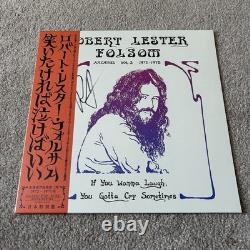 ロバート・レスター・フォルサム
笑いたければ泣けばいい
OBERT LESTER
FOLSOM
ARCHIVES VOL.2 1972-1975
If You Wanna Laugh,
You Gotta Cry Sometimes